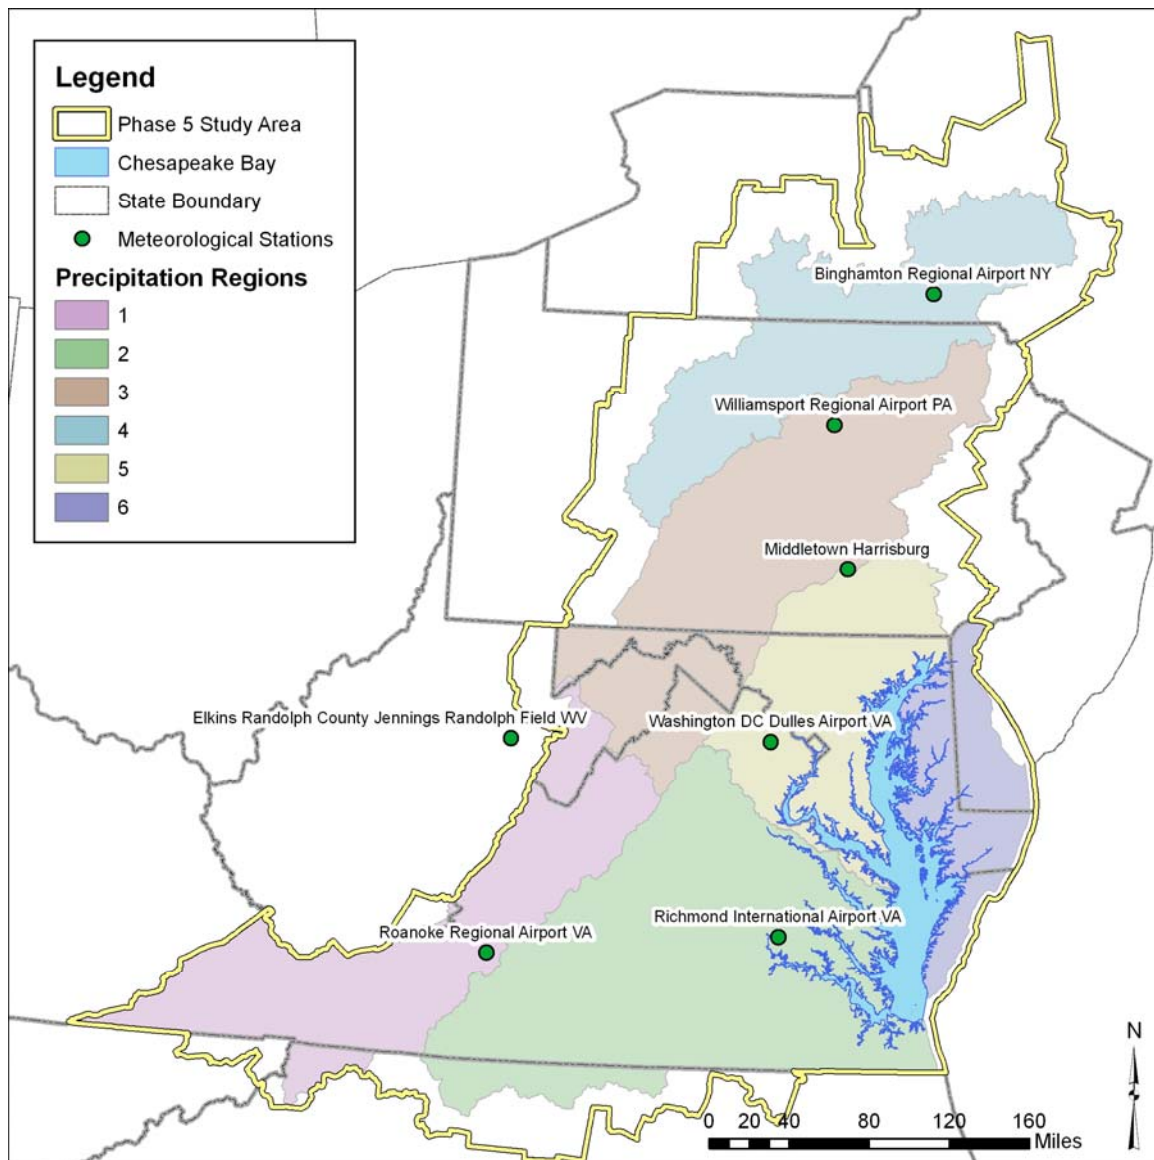 Legend
Phase 5 Study Area
Chesapeake Bay
State Boundary
Meteorological Stations
Precipitation Regions
1
2
3
4
5
6
Binghamton Regional Airport NY
Williamsport Regional Airport PA
Middletown Harrisburg
Elkins Randolph County Jennings Randolph Field WV
Washington DC Dulles Airport VA
Richmond International Airport VA
Roanoke Regional Airport VA
N
0 20 40 80 120 160
Miles